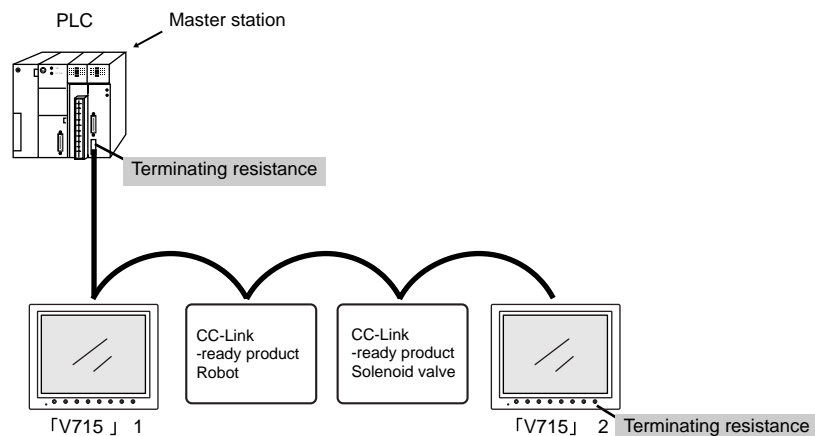 PLC
Master station
Terminating resistance
CC-Link
-ready product
Robot
CC-Link
-ready product
Solenoid valve
「V715 」 1
「V715」 2
Terminating resistance